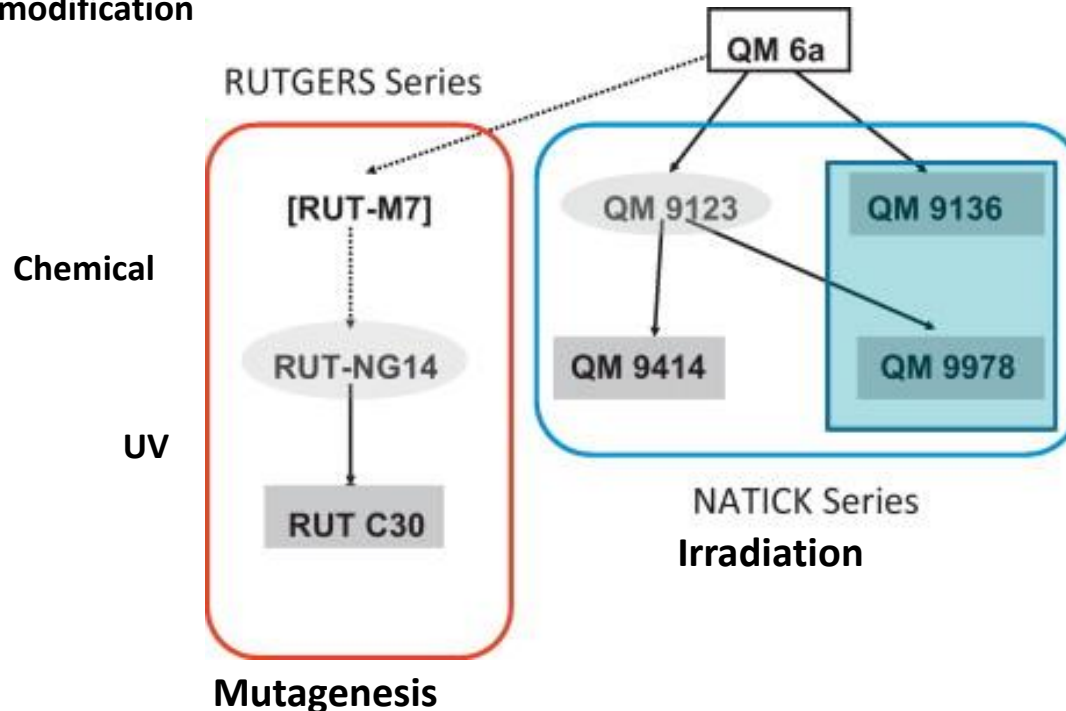 modification
QM 6a
RUTGERS Series
[RUT-M7]
QM 9123
QM 9136
Chemical
RUT-NG14
QM 9414
QM 9978
UV
RUT C30
NATICK Series
Irradiation
Mutagenesis